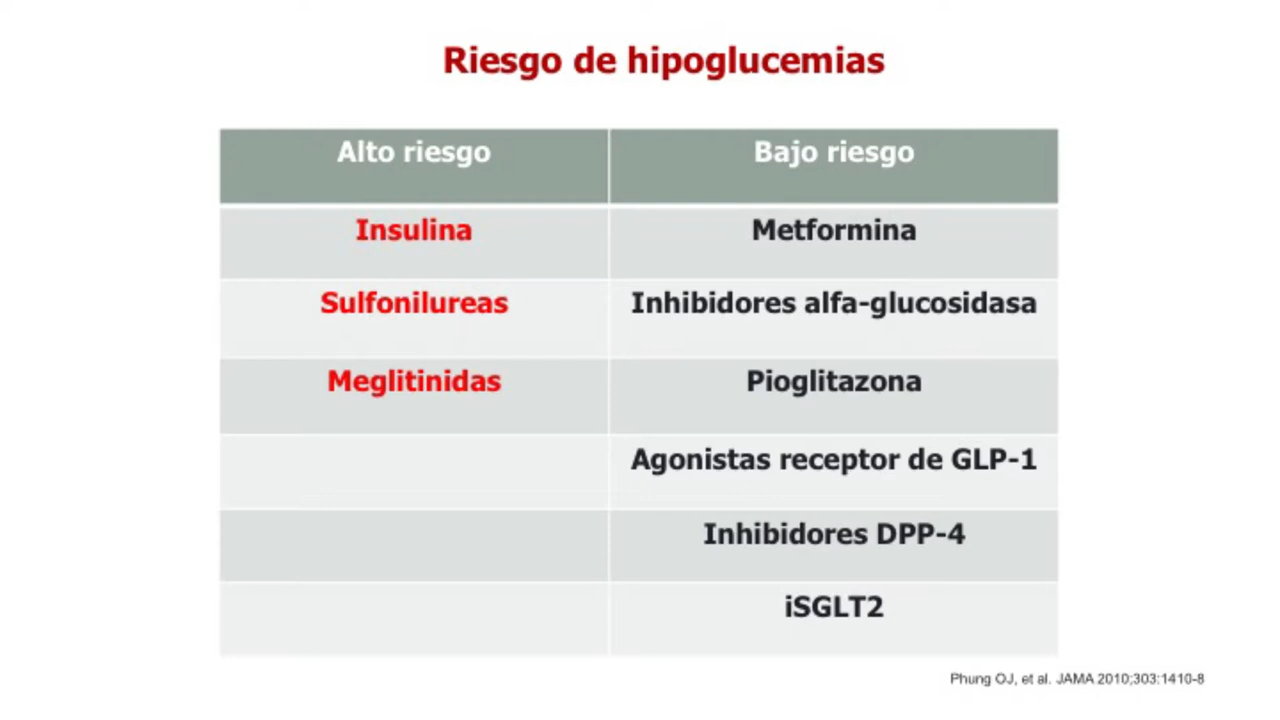 Riesgo de hipoglucemias
Alto riesgo
Bajo riesgo
Insulina
Metformina
Sulfonilureas
Inhibidores alfa-glucosidasa
Meglitinidas
Pioglitazona
Agonistas receptor de GLP-1
Inhibidores DPP-4
iSGLT2
Phung OJ, et al. JAMA 2010;303:1410-8